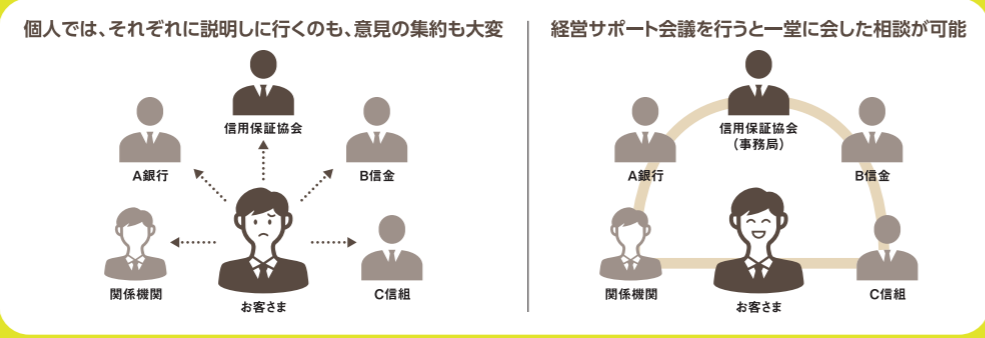 個人では、それぞれに説明しに行くのも、意見の集約も大変
信用保証協会
A銀行
B信金
関係機関
お客さま
C信組
経営サポート会議を行うと一堂に会した相談が可能
信用保証協会
（事務局）
A銀行
B信金
関係機関
お客さま
C信組